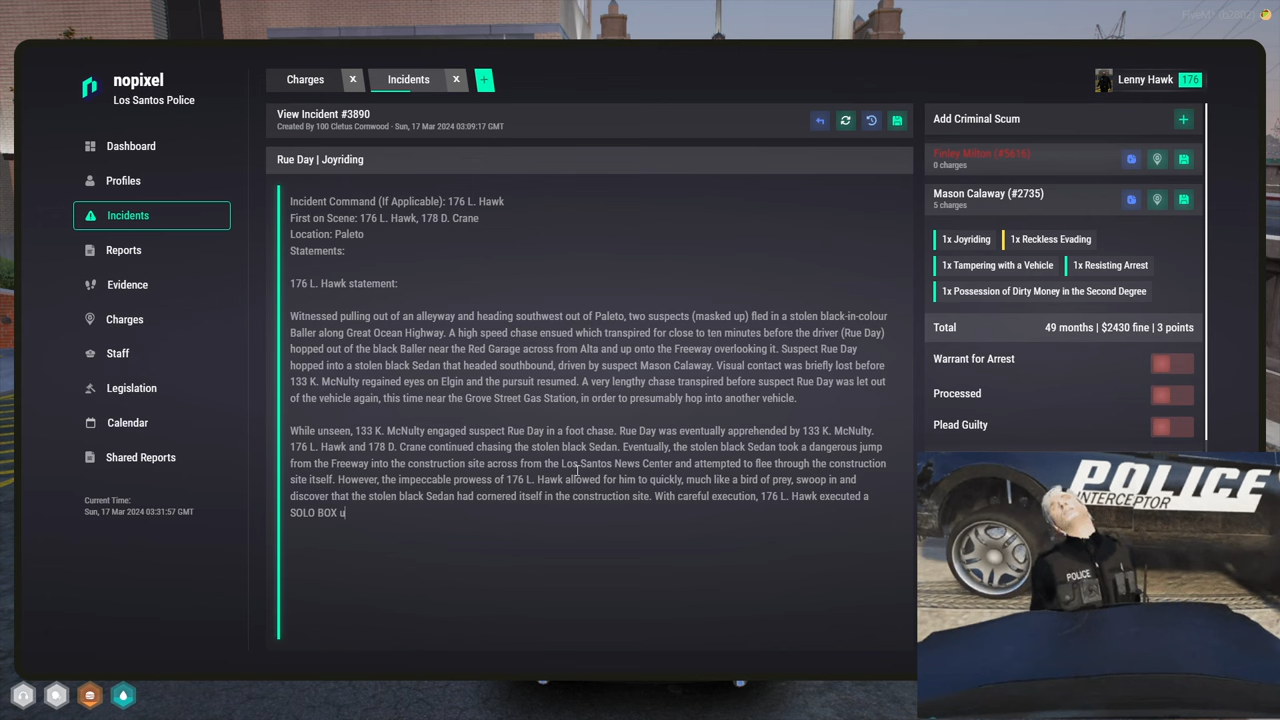 FiveM
nopixel
Los Santos Police
Charges x Incidents x +
Lenny Hawk 176
View Incident #3890
Created By 100 Cletus Cornwood · Sun, 17 Mar 2024 03:09:17 GMT
Rue Day | Joyriding
Dashboard
Profiles
Incidents
Reports
Evidence
Charges
Staff
Legislation
Calendar
Shared Reports
Current Time:
Sun, 17 Mar 2024 03:31:57 GMT
Incident Command (If Applicable): 176 L. Hawk
First on Scene: 176 L. Hawk, 178 D. Crane
Location: Paleto
Statements:
176 L. Hawk statement:
Witnessed pulling out of an alleyway and heading southwest out of Paleto, two suspects (masked up) fled in a stolen black-in-colour
Baller along Great Ocean Highway. A high speed chase ensued which transpired for close to ten minutes before the driver (Rue Day)
hopped out of the black Baller near the Red Garage across from Alta and up onto the Freeway overlooking it. Suspect Rue Day
hopped into a stolen black Sedan that headed southbound, driven by suspect Mason Calaway. Visual contact was briefly lost before
133 K. McNulty regained eyes on Elgin and the pursuit resumed. A very lengthy chase transpired before suspect Rue Day was let out
of the vehicle again, this time near the Grove Street Gas Station, in order to presumably hop into another vehicle.
While unseen, 133 K. McNulty engaged suspect Rue Day in a foot chase. Rue Day was eventually apprehended by 133 K. McNulty.
176 L. Hawk and 178 D. Crane continued chasing the stolen black Sedan. Eventually, the stolen black Sedan took a dangerous jump
from the Freeway into the construction site across from the Los Santos News Center and attempted to flee through the construction
site itself. However, the impeccable prowess of 176 L. Hawk allowed for him to quickly, much like a bird of prey, swoop in and
discover that the stolen black Sedan had cornered itself in the construction site. With careful execution, 176 L. Hawk executed a
SOLO BOX u
Add Criminal Scum +
Finley Milton (#5616)
0 charges
Mason Calaway (#2735)
5 charges
1x Joyriding 1x Reckless Evading
1x Tampering with a Vehicle 1x Resisting Arrest
1x Possession of Dirty Money in the Second Degree
Total 49 months | $2430 fine | 3 points
Warrant for Arrest
Processed
Plead Guilty
POLICE
INTERCEPTOR
POLICE